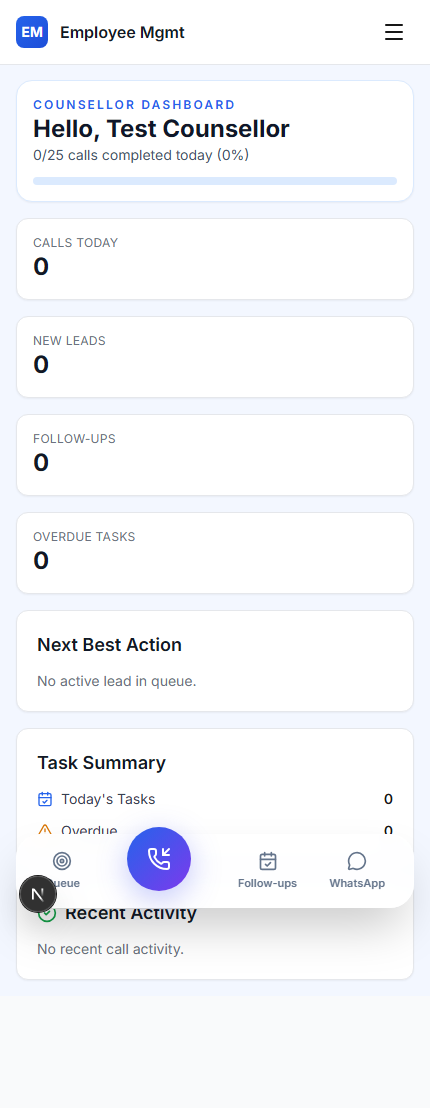 EM Employee Mgmt
COUNSELLOR DASHBOARD
Hello, Test Counsellor
0/25 calls completed today (0%)
CALLS TODAY
0
NEW LEADS
0
FOLLOW-UPS
0
OVERDUE TASKS
0
Next Best Action
No active lead in queue.
Task Summary
Today's Tasks 0
Overdue 0
Follow-ups WhatsApp
N
Recent Activity
No recent call activity.